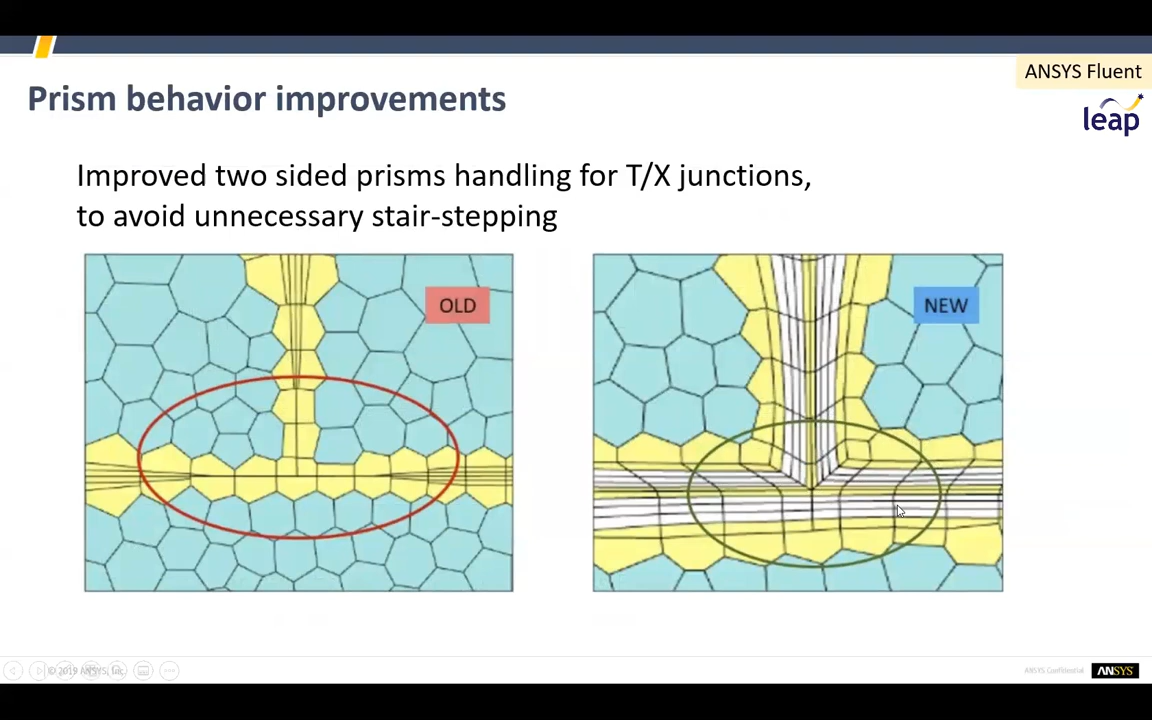 ANSYS Fluent
Prism behavior improvements
leap
Improved two sided prisms handling for T/X junctions,
to avoid unnecessary stair-stepping
OLD
NEW
© 2019 ANSYS, Inc.
ANSYS Confidential
ANSYS